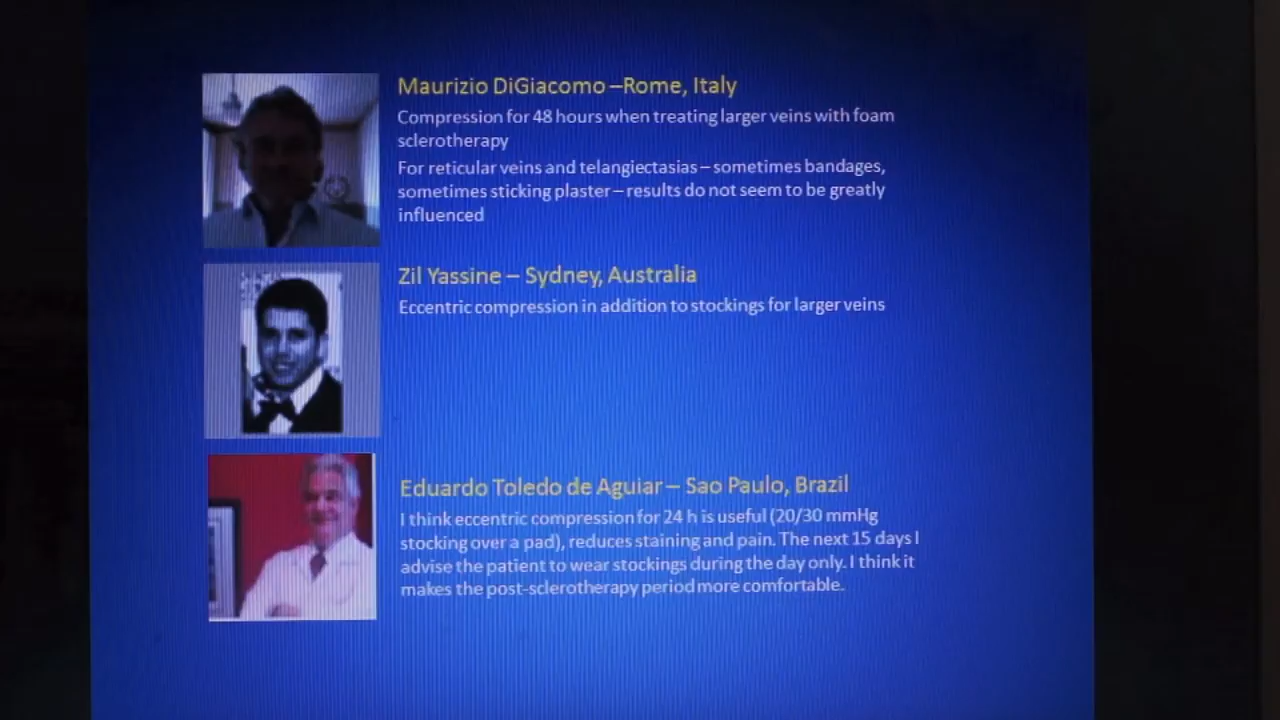 Maurizio DiGiacomo –Rome, Italy
Compression for 48 hours when treating larger veins with foam
sclerotherapy
For reticular veins and telangiectasias – sometimes bandages,
sometimes sticking plaster – results do not seem to be greatly
influenced
Zil Yassine – Sydney, Australia
Eccentric compression in addition to stockings for larger veins
Eduardo Toledo de Aguiar – Sao Paulo, Brazil
I think eccentric compression for 24 h is useful (20/30 mmHg
stocking over a pad), reduces staining and pain. The next 15 days I
advise the patient to wear stockings during the day only. I think it
makes the post-sclerotherapy period more comfortable.